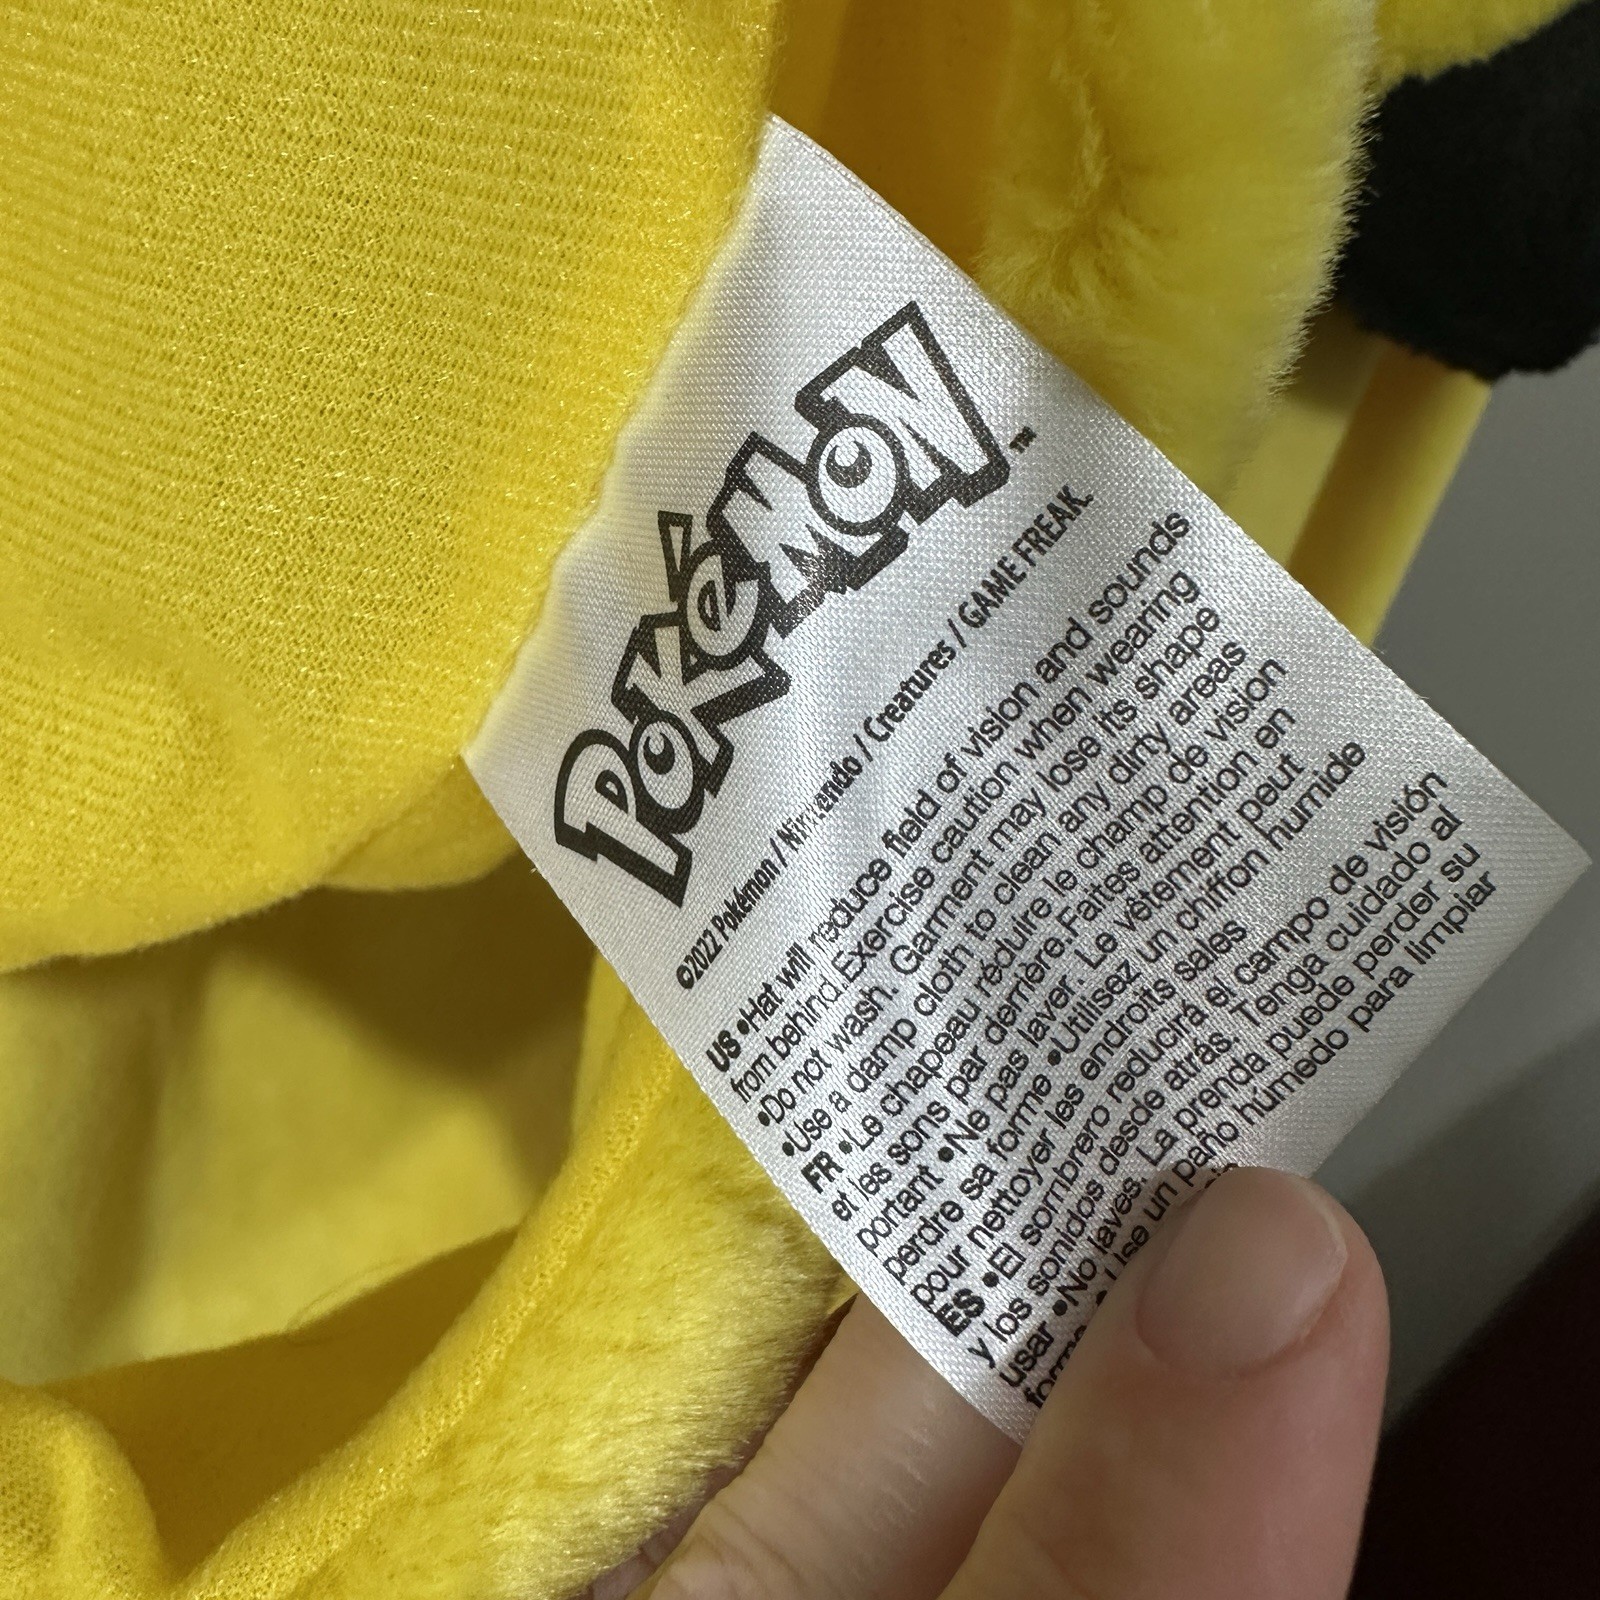 POKéMON™
©2022 Pokémon / Nintendo / Creatures / GAME FREAK.
US •Hat will reduce field of vision and sounds
from behind.Exercise caution when wearing
•Do not wash. Garment may lose its shape
•Use a damp cloth to clean any dirty areas
FR •Le chapeau réduire le champ de vision
et les sons par derrière.Faites attention en
portant •Ne pas laver. Le vêtement peut
perdre sa forme •Utilisez un chiffon humide
pour nettoyer les endroits sales
ES •El sombrero reducirá el campo de visión
y los sonidos desde atrás. Tenga cuidado al
usar •No laves. La prenda puede perder su
forma • Use un paño húmedo para limpiar